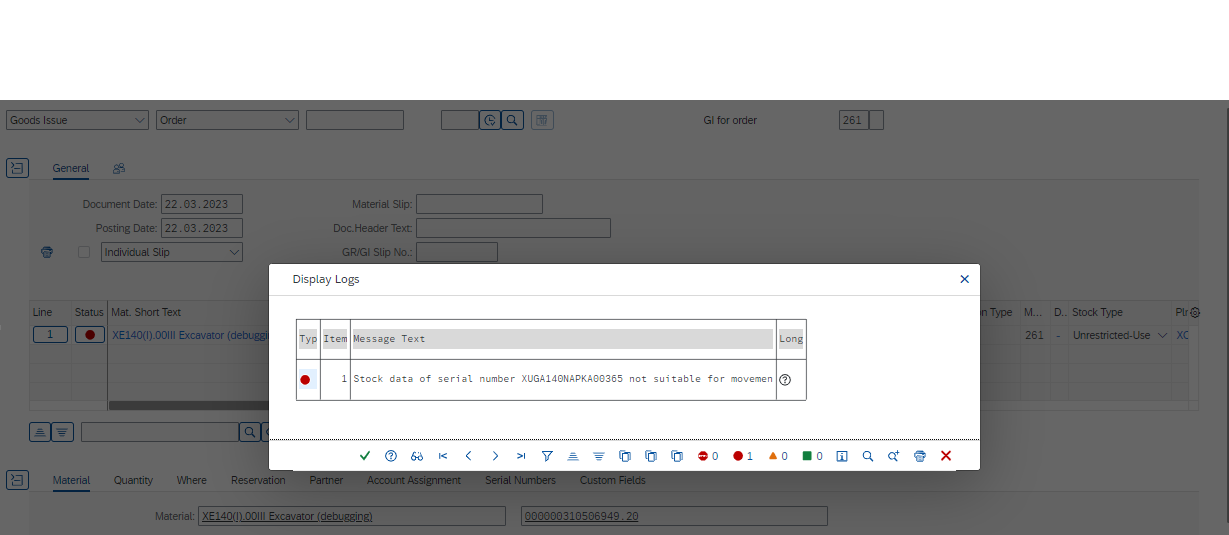 Goods Issue Order GI for order 261
General
Document Date: 22.03.2023 Material Slip:
Posting Date: 22.03.2023 Doc.Header Text:
Individual Slip GR/GI Slip No.:
Display Logs
Line Status Mat. Short Text n Type M... D.. Stock Type Pln
1 XE140(I).00III Excavator (debuggi 261 - Unrestricted-Use XC
Typ Item Message Text Long
1 Stock data of serial number XUGA140NAPKA00365 not suitable for movemen
0 1 0 0
Material Quantity Where Reservation Partner Account Assignment Serial Numbers Custom Fields
Material: XE140(I).00III Excavator (debugging) 000000310506949.20